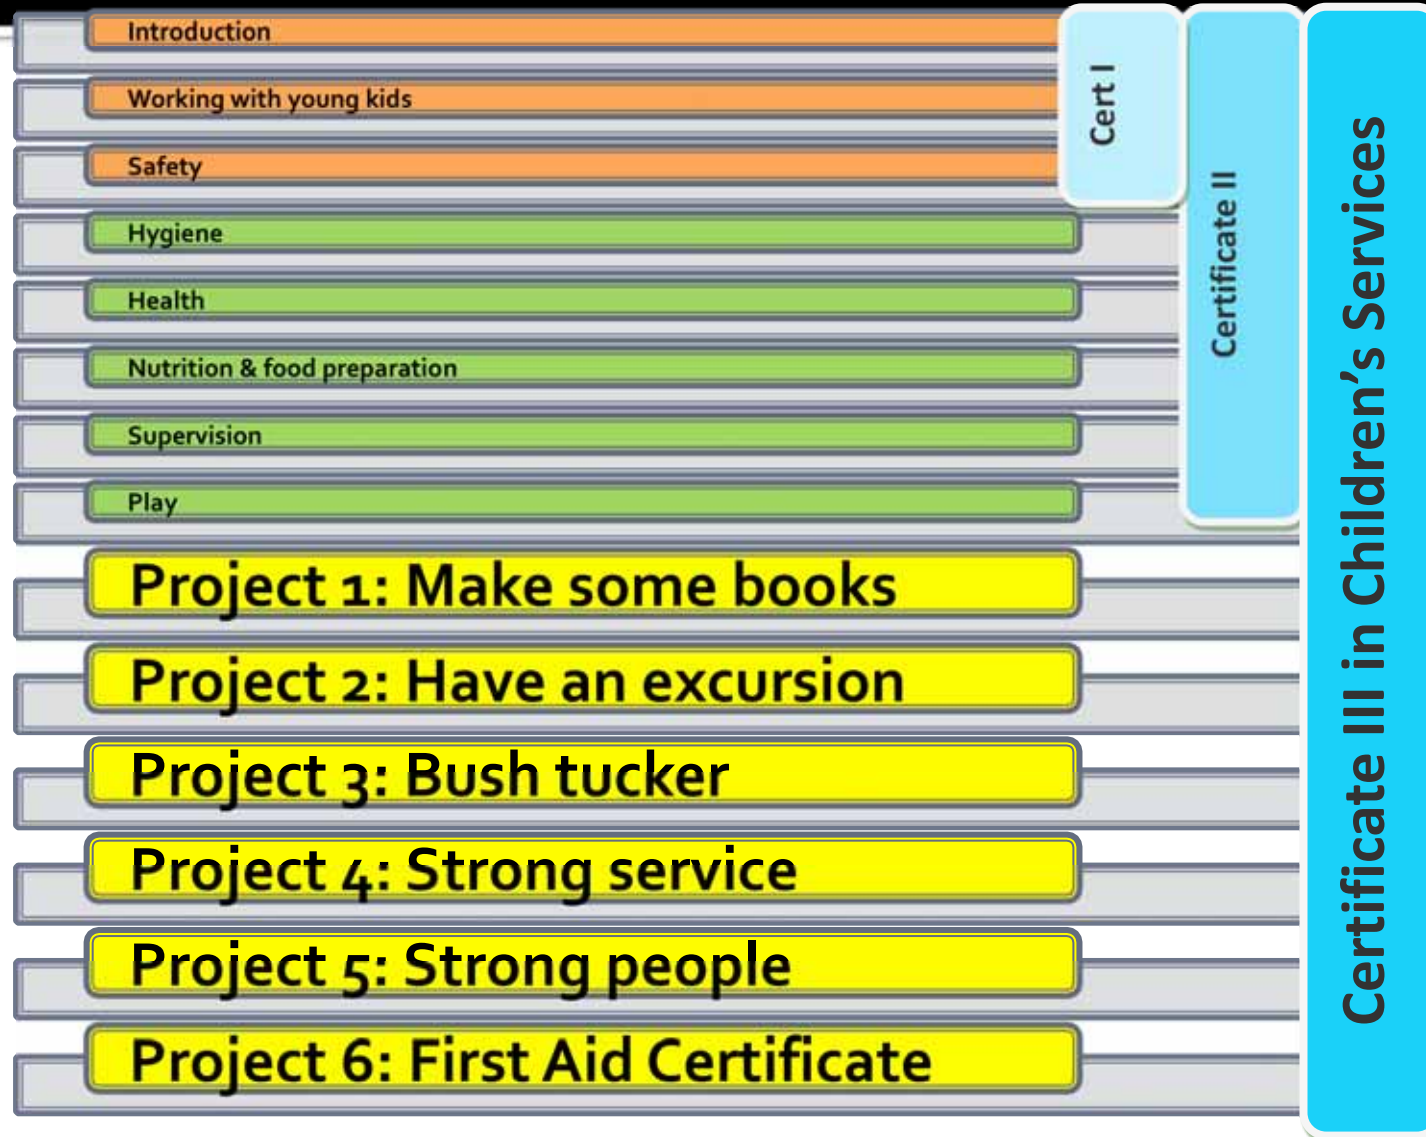 Introduction
Working with young kids
Safety
Hygiene
Health
Nutrition & food preparation
Supervision
Play
Project 1: Make some books
Project 2: Have an excursion
Project 3: Bush tucker
Project 4: Strong service
Project 5: Strong people
Project 6: First Aid Certificate
Cert I
Certificate II
Certificate III in Children’s Services